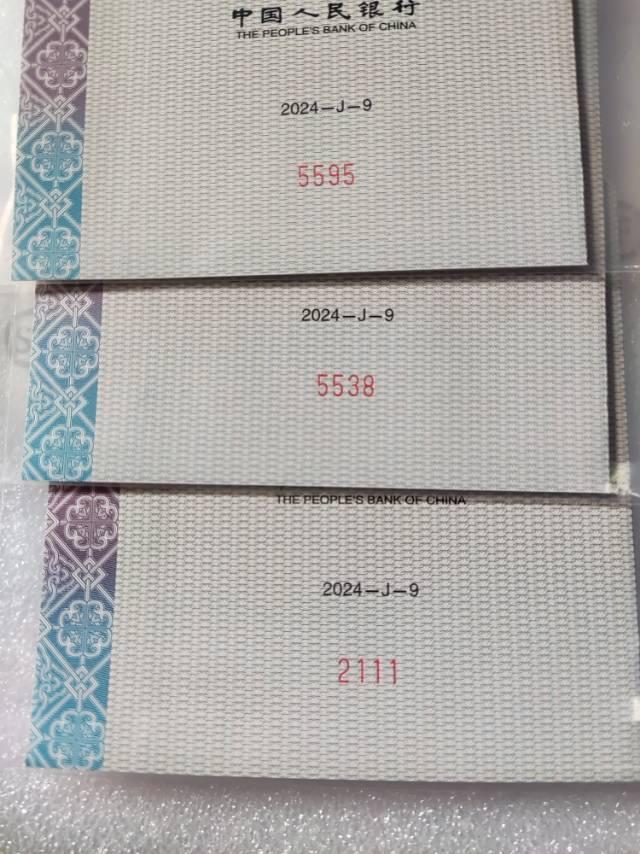 中国人民银行
THE PEOPLE'S BANK OF CHINA
2024—J—9
5595
2024—J—9
5538
THE PEOPLE'S BANK OF CHINA
2024—J—9
2111